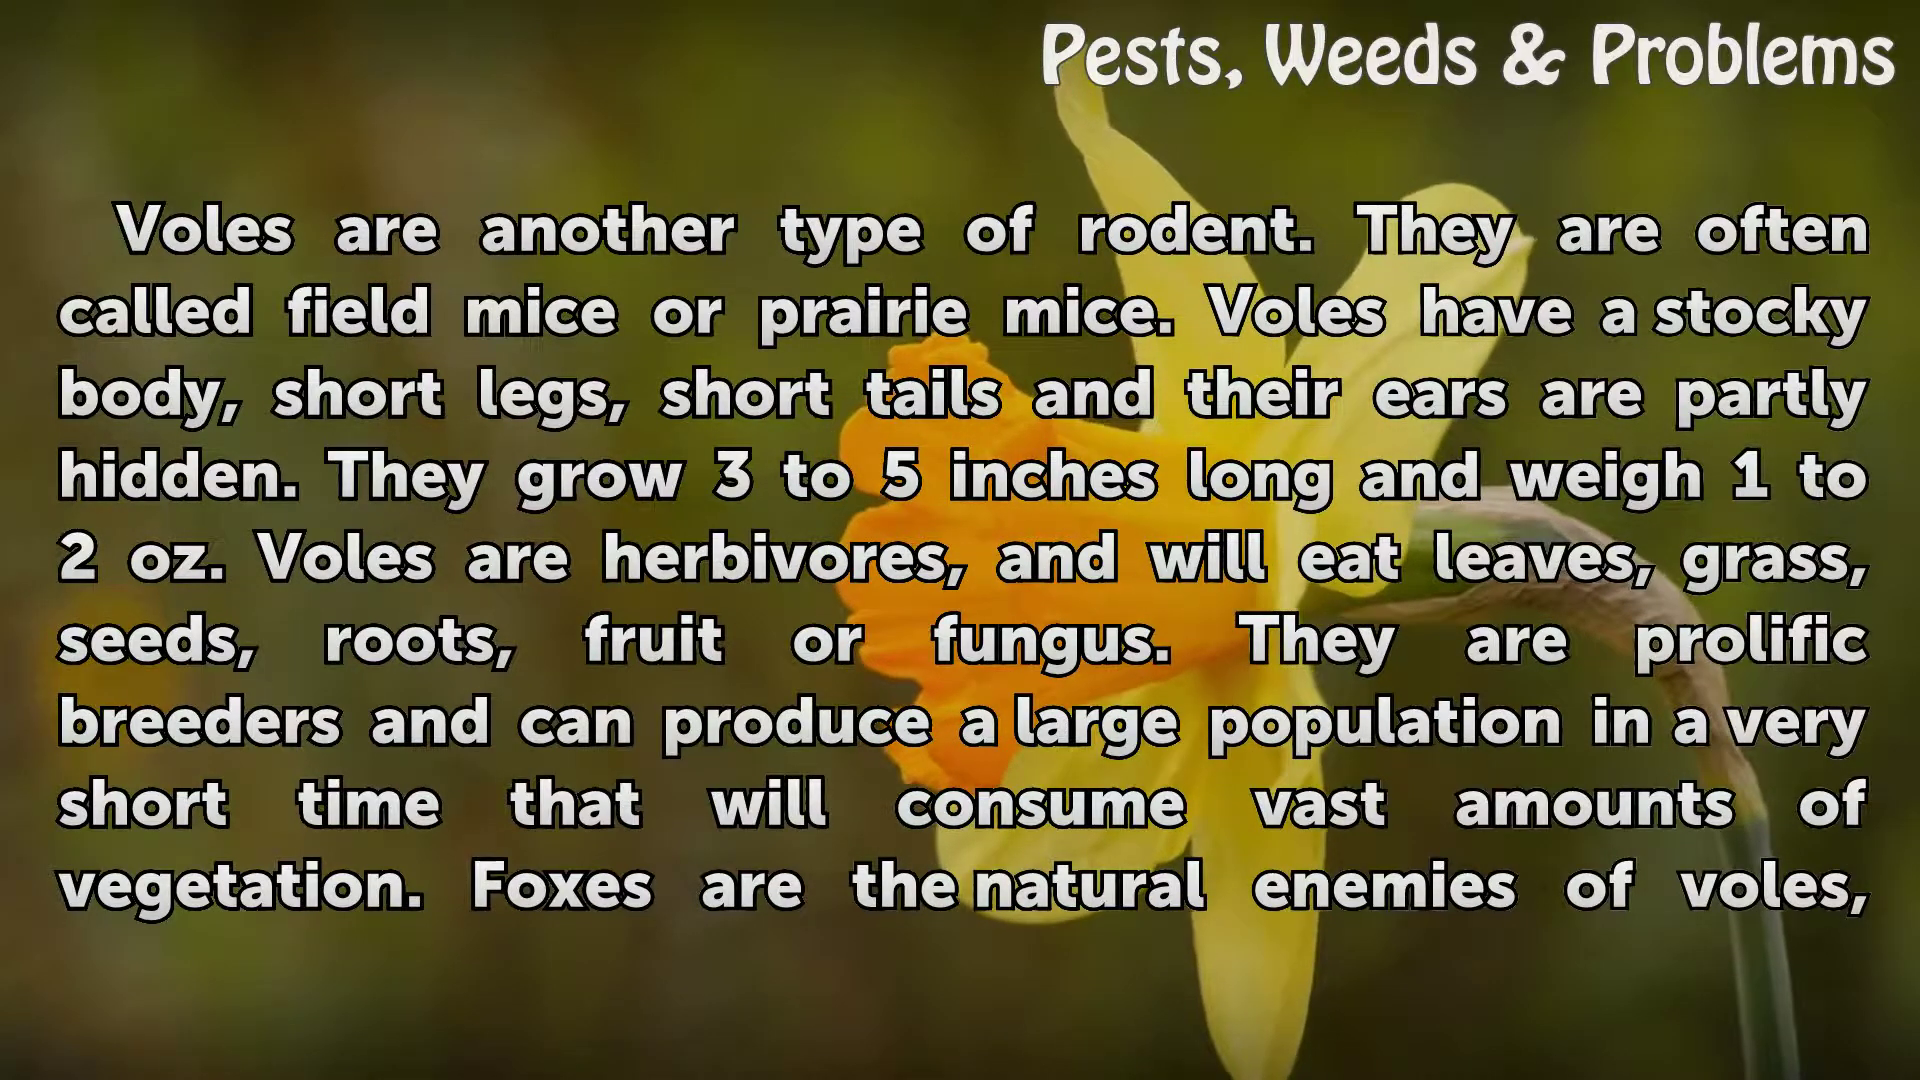 Pests, Weeds & Problems
Voles are another type of rodent. They are often
called field mice or prairie mice. Voles have a stocky
body, short legs, short tails and their ears are partly
hidden. They grow 3 to 5 inches long and weigh 1 to
2 oz. Voles are herbivores, and will eat leaves, grass,
seeds, roots, fruit or fungus. They are prolific
breeders and can produce a large population in a very
short time that will consume vast amounts of
vegetation. Foxes are the natural enemies of voles,